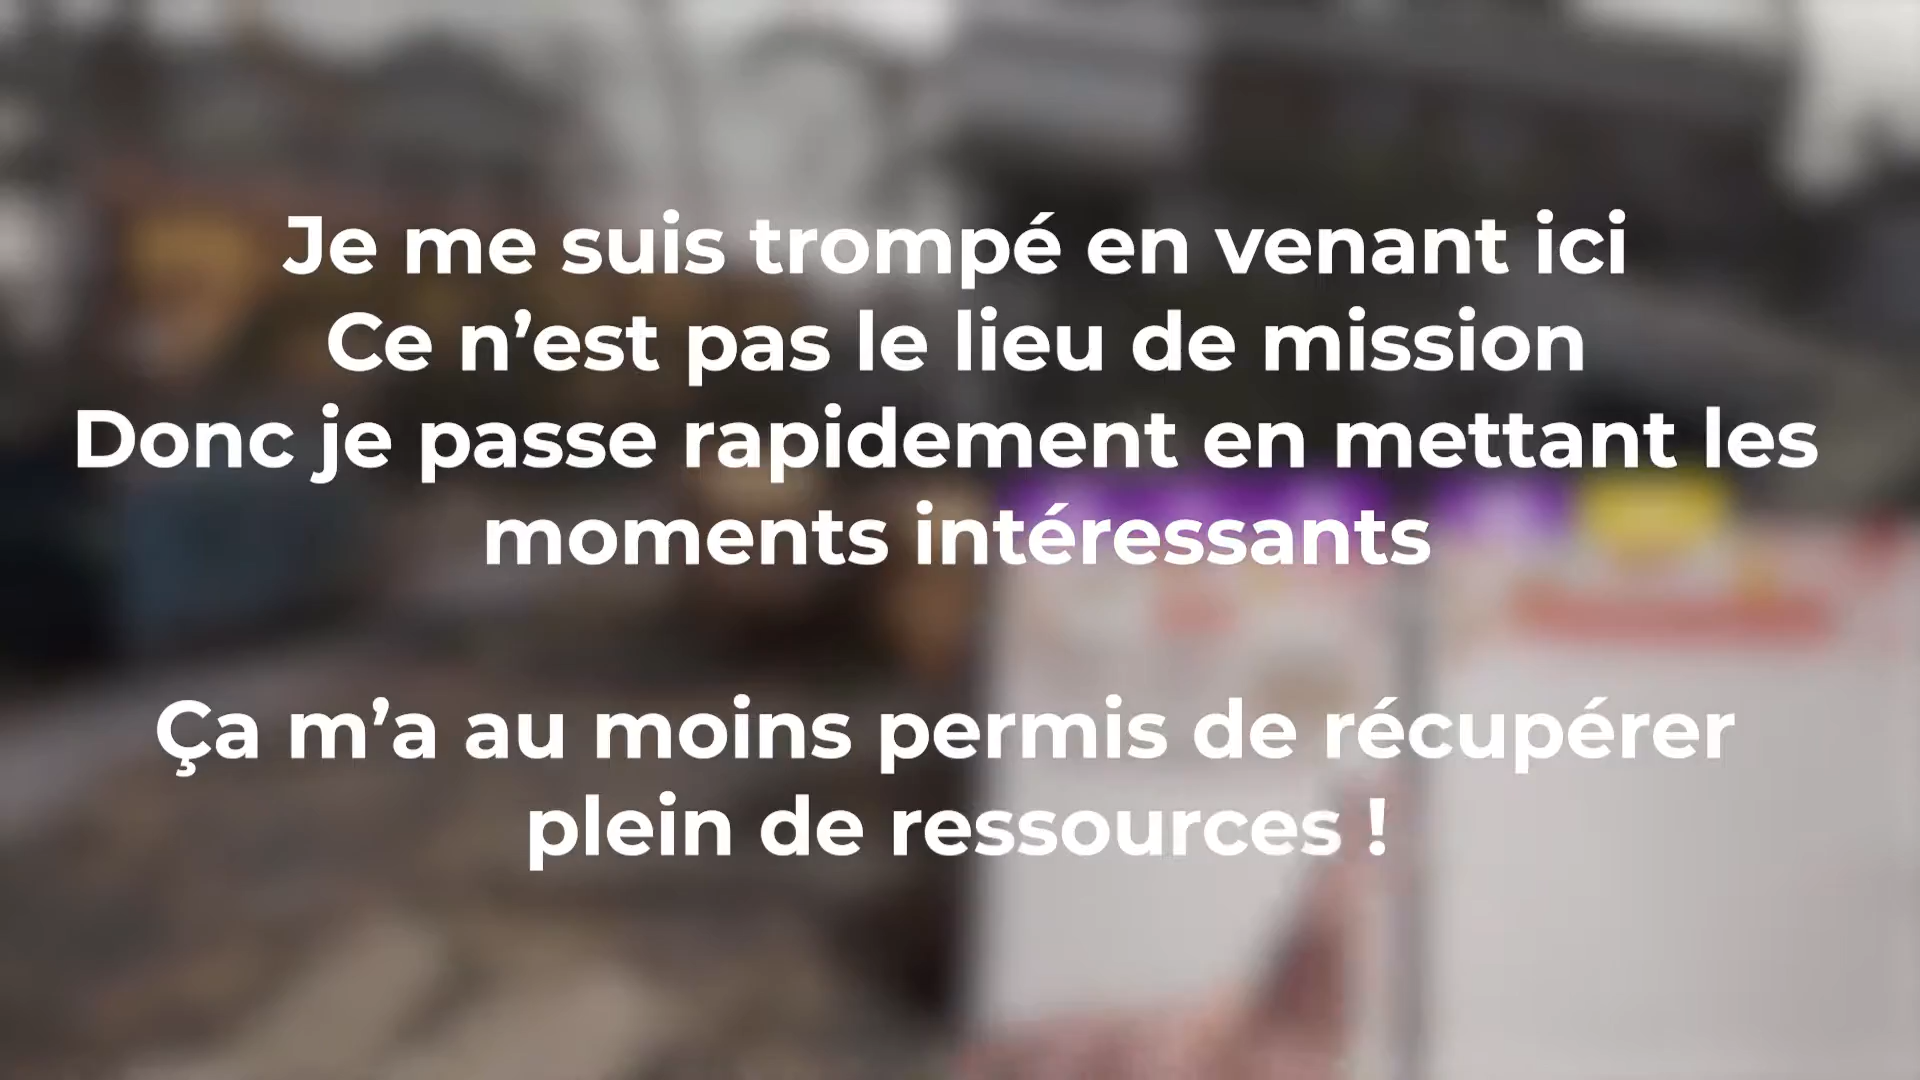 Je me suis trompé en venant ici
Ce n’est pas le lieu de mission
Donc je passe rapidement en mettant les
moments intéressants
Ça m’a au moins permis de récupérer
plein de ressources !